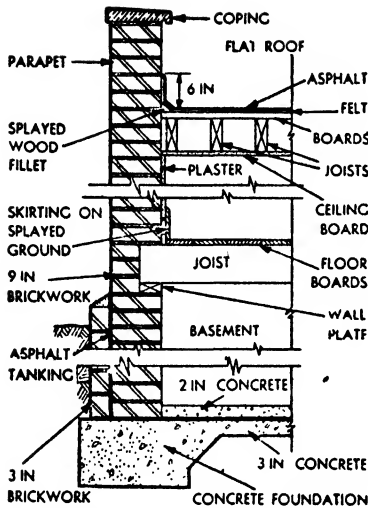 COPING
FLAT ROOF
PARAPET
6 IN
ASPHALT
FELT
SPLAYED
WOOD
FILLET
BOARDS
JOISTS
PLASTER
CEILING
BOARD
SKIRTING ON
SPLAYED
GROUND
JOIST
FLOOR
BOARDS
9 IN
BRICKWORK
WALL
PLATE
BASEMENT
ASPHALT
TANKING
2 IN CONCRETE
3 IN
BRICKWORK
3 IN CONCRETE
CONCRETE FOUNDATION